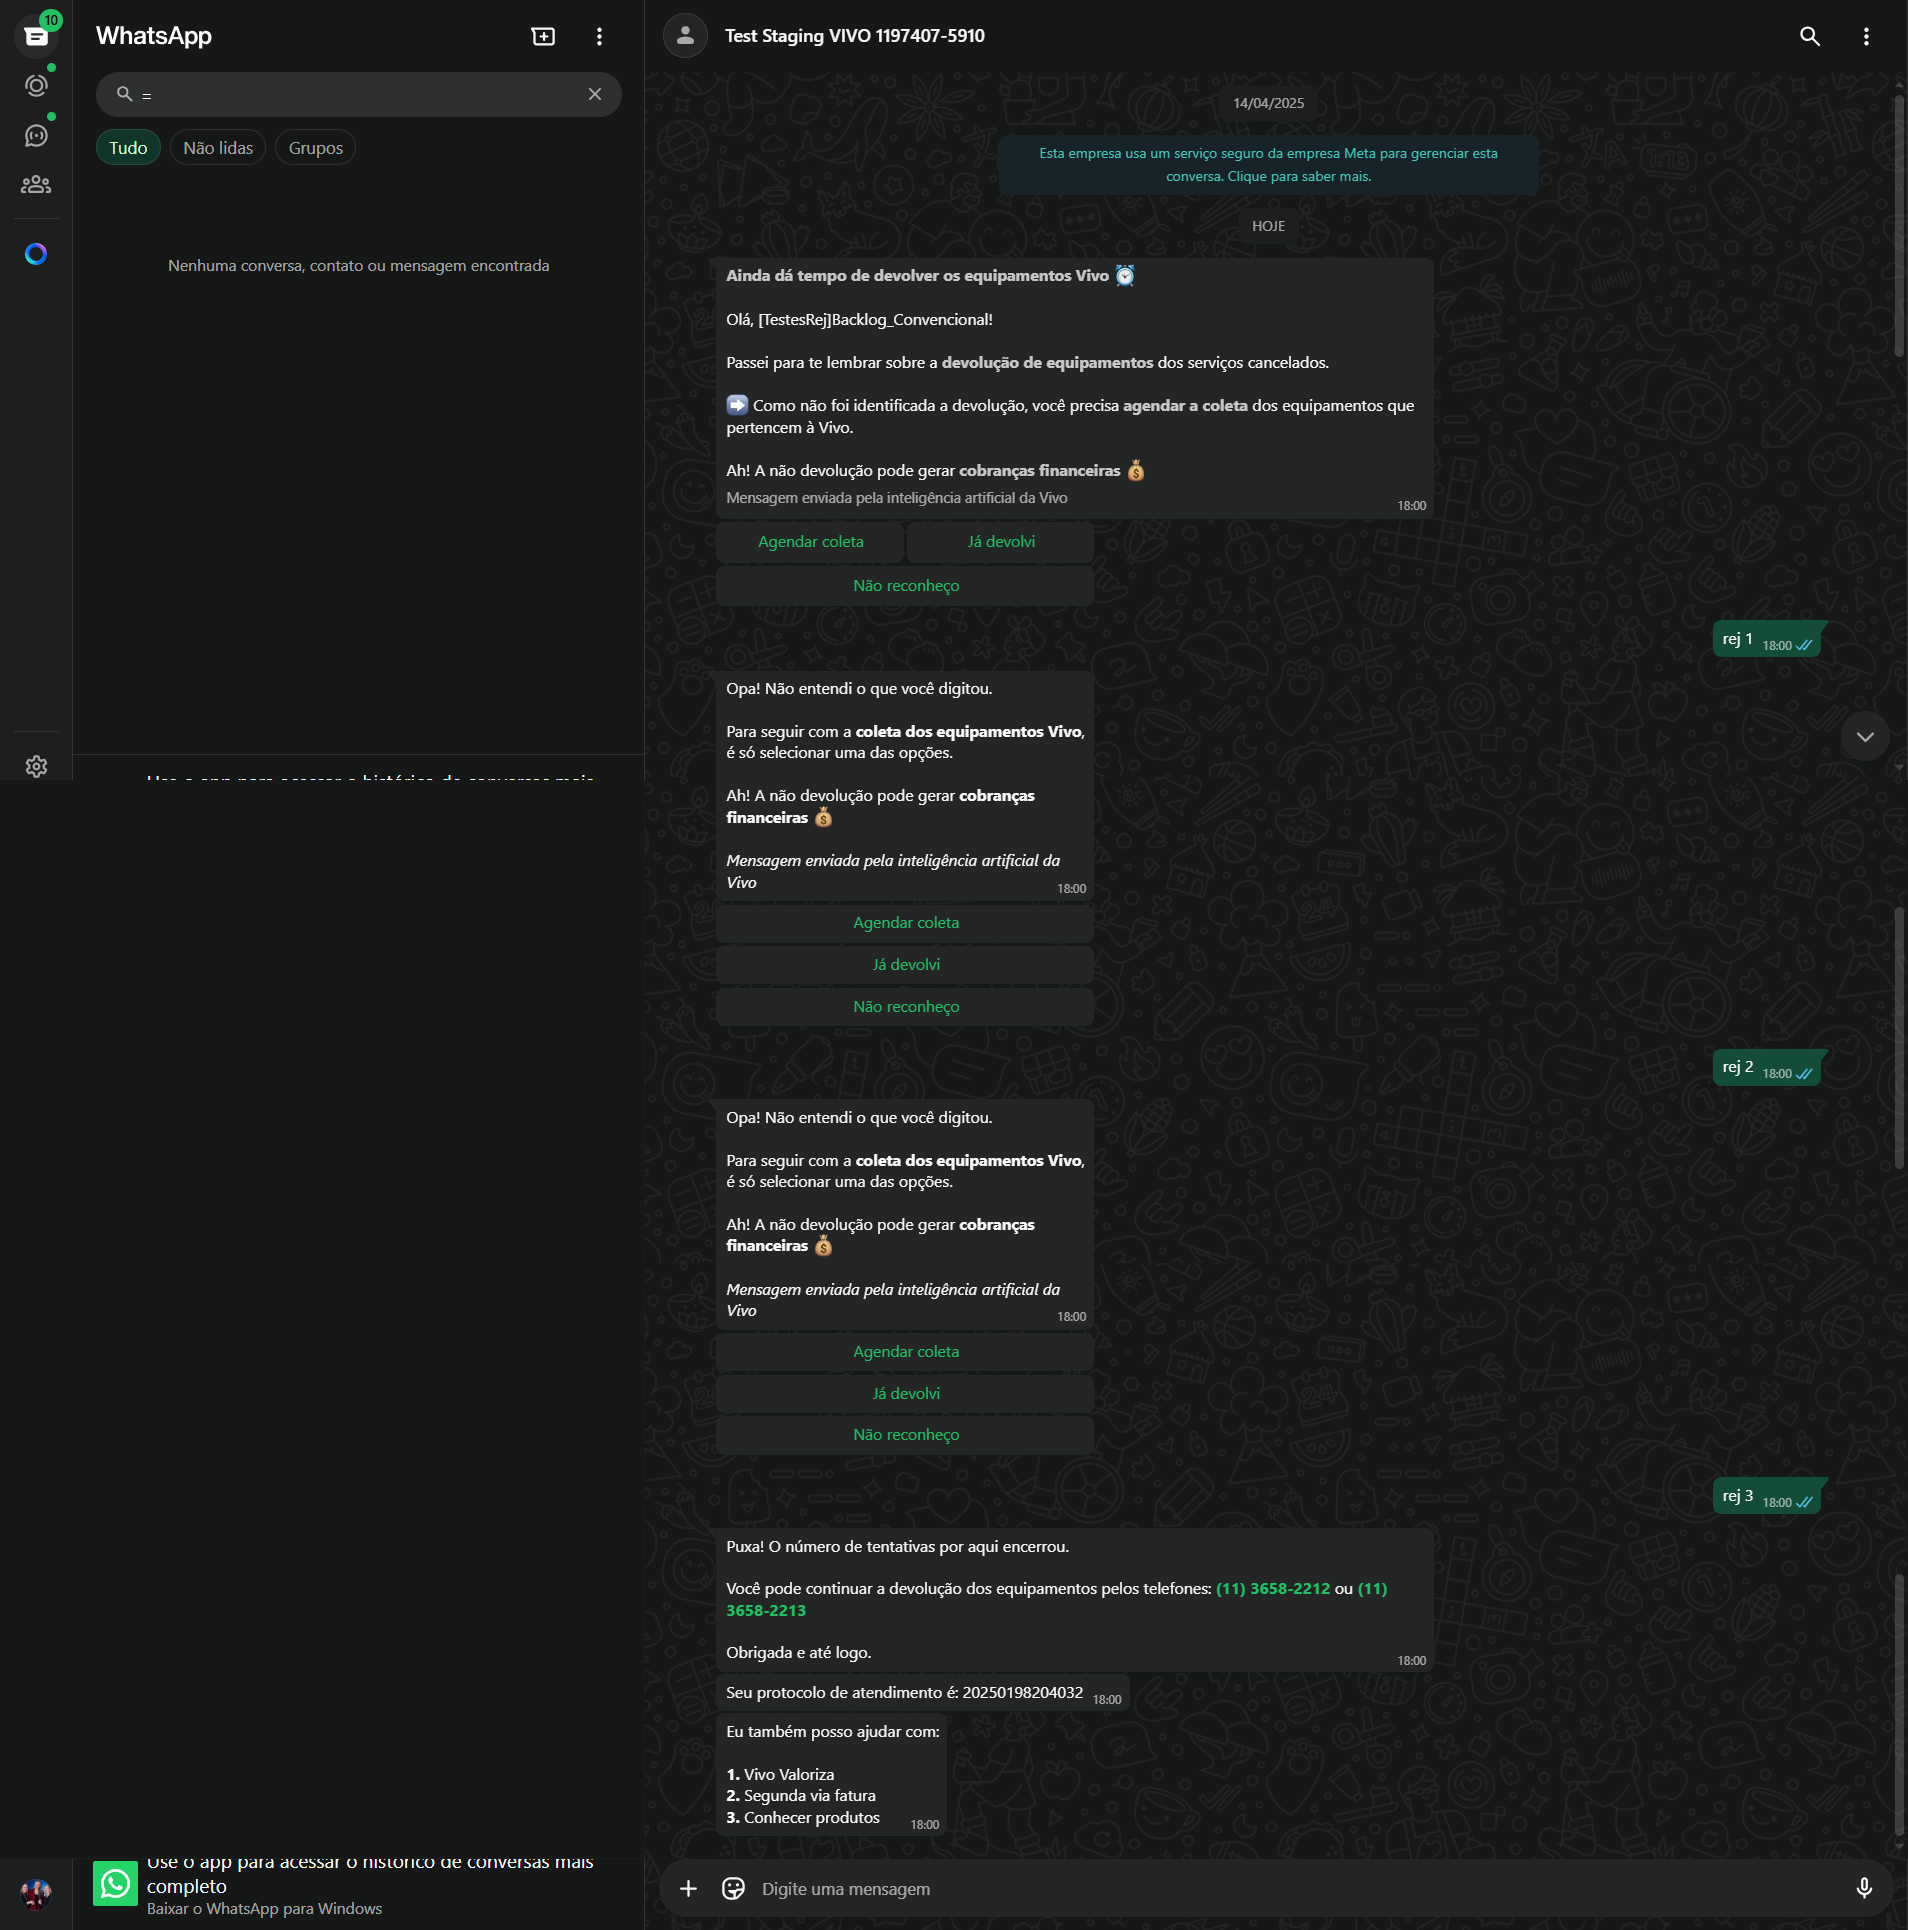 10
WhatsApp
=
Tudo
Não lidas
Grupos
Nenhuma conversa, contato ou mensagem encontrada
Use o app para acessar o histórico de conversas mais
Use o app para acessar o histórico de conversas mais
completo
Baixar o WhatsApp para Windows
Test Staging VIVO 1197407-5910
14/04/2025
Esta empresa usa um serviço seguro da empresa Meta para gerenciar esta
conversa. Clique para saber mais.
HOJE
Ainda dá tempo de devolver os equipamentos Vivo ⏰
Olá, [TestesRej]Backlog_Convencional!
Passei para te lembrar sobre a devolução de equipamentos dos serviços cancelados.
➡️ Como não foi identificada a devolução, você precisa agendar a coleta dos equipamentos que
pertencem à Vivo.
Ah! A não devolução pode gerar cobranças financeiras 💰
Mensagem enviada pela inteligência artificial da Vivo
18:00
Agendar coleta
Já devolvi
Não reconheço
rej 1 18:00
Opa! Não entendi o que você digitou.
Para seguir com a coleta dos equipamentos Vivo,
é só selecionar uma das opções.
Ah! A não devolução pode gerar cobranças
financeiras 💰
Mensagem enviada pela inteligência artificial da
Vivo
18:00
Agendar coleta
Já devolvi
Não reconheço
rej 2 18:00
Opa! Não entendi o que você digitou.
Para seguir com a coleta dos equipamentos Vivo,
é só selecionar uma das opções.
Ah! A não devolução pode gerar cobranças
financeiras 💰
Mensagem enviada pela inteligência artificial da
Vivo
18:00
Agendar coleta
Já devolvi
Não reconheço
rej 3 18:00
Puxa! O número de tentativas por aqui encerrou.
Você pode continuar a devolução dos equipamentos pelos telefones: (11) 3658-2212 ou (11)
3658-2213
Obrigada e até logo.
18:00
Seu protocolo de atendimento é: 20250198204032 18:00
Eu também posso ajudar com:
1. Vivo Valoriza
2. Segunda via fatura
3. Conhecer produtos
18:00
Digite uma mensagem